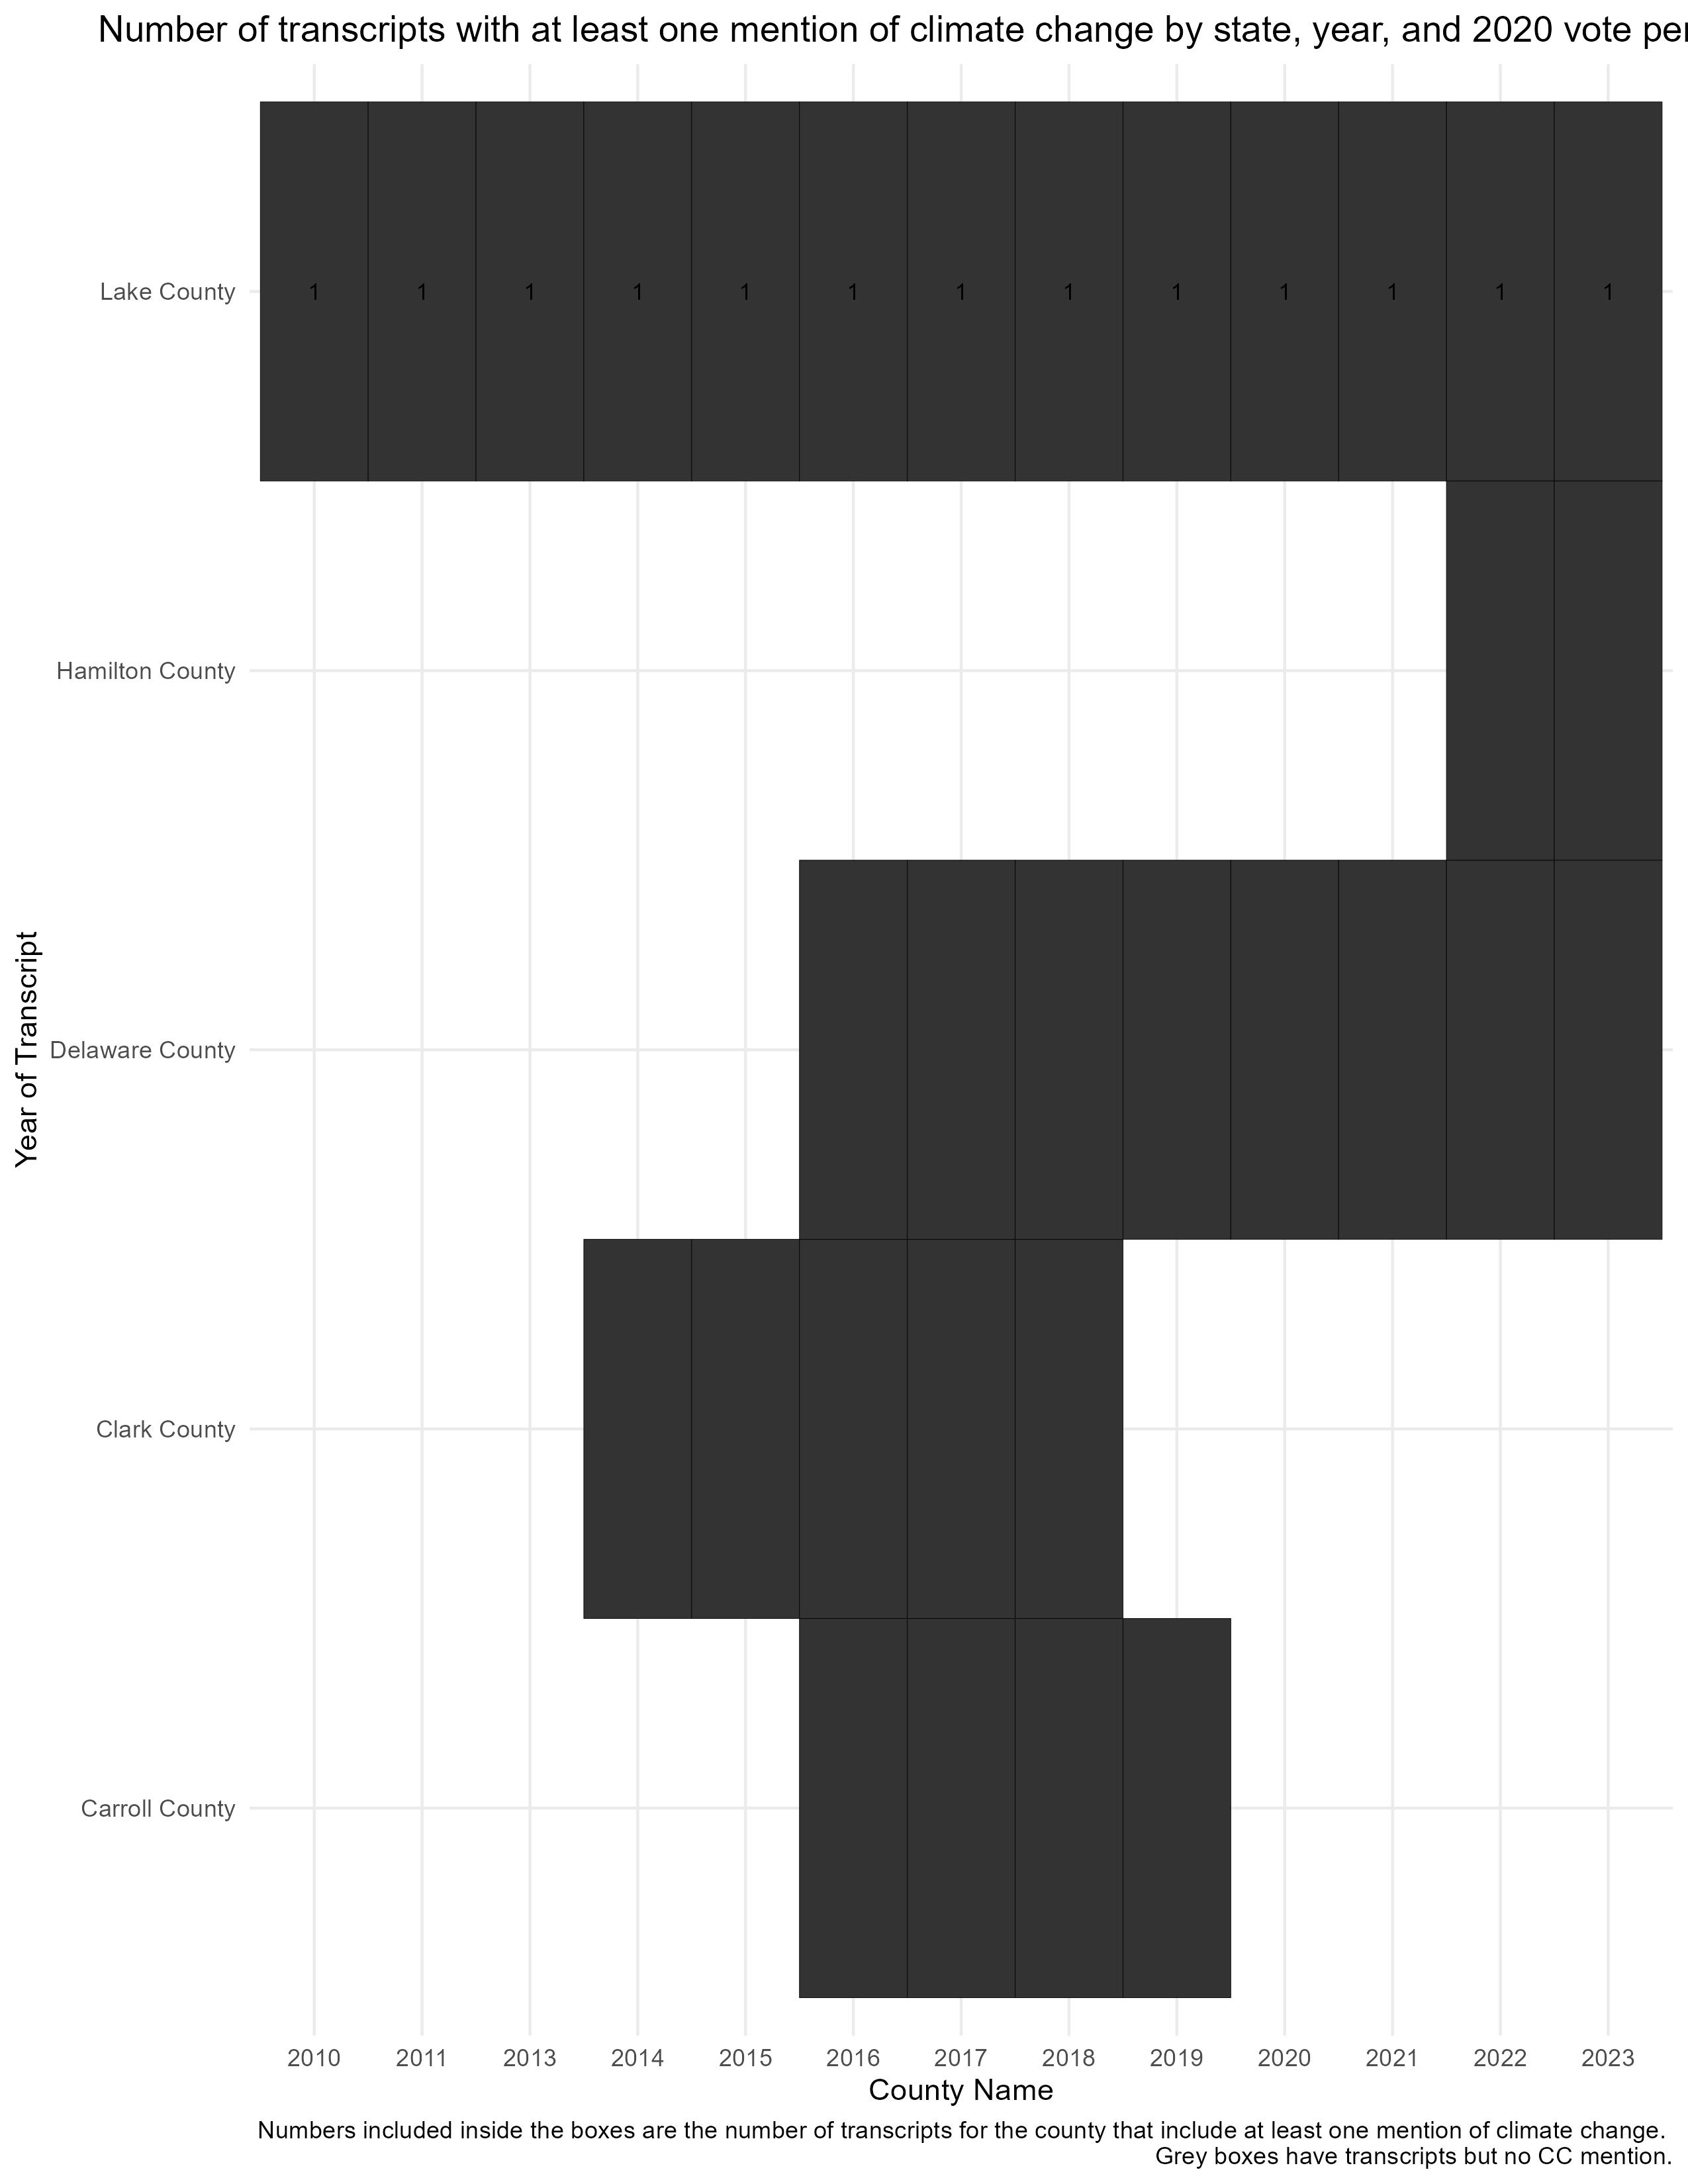 Number of transcripts with at least one mention of climate change by state, year, and 2020 vote per
Lake County
1 1 1 1 1 1 1 1 1 1 1 1 1
Hamilton County
Year of Transcript
Delaware County
Clark County
Carroll County
2010 2011 2013 2014 2015 2016 2017 2018 2019 2020 2021 2022 2023
County Name
Numbers included inside the boxes are the number of transcripts for the county that include at least one mention of climate change.
Grey boxes have transcripts but no CC mention.